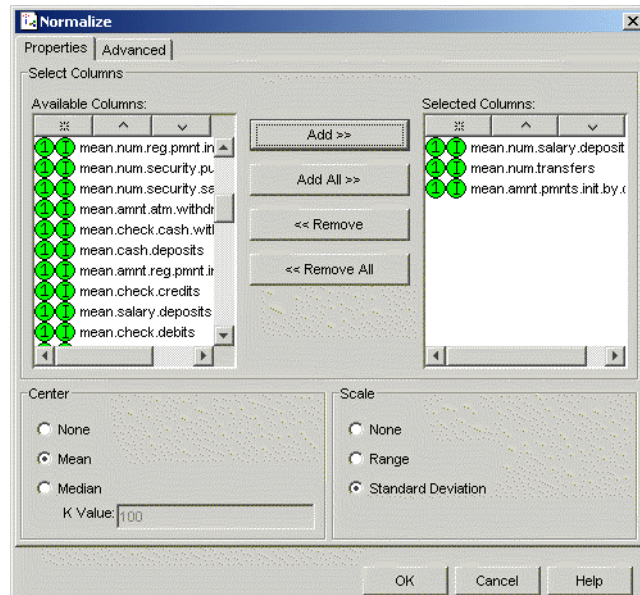 Normalize
Properties Advanced
Select Columns
Available Columns:
mean.num.reg.pmnt.in
mean.num.security.pu
mean.num.security.sa
mean.amnt.atm.withdr
mean.check.cash.with
mean.cash.deposits
mean.amnt.reg.pmnt.in
mean.check.credits
mean.salary.deposits
mean.check.debits
Add >>
Add All >>
<< Remove
<< Remove All
Selected Columns:
mean.num.salary.deposit
mean.num.transfers
mean.amnt.pmnts.init.by.c
Center
None
Mean
Median
K Value: 100
Scale
None
Range
Standard Deviation
OK Cancel Help